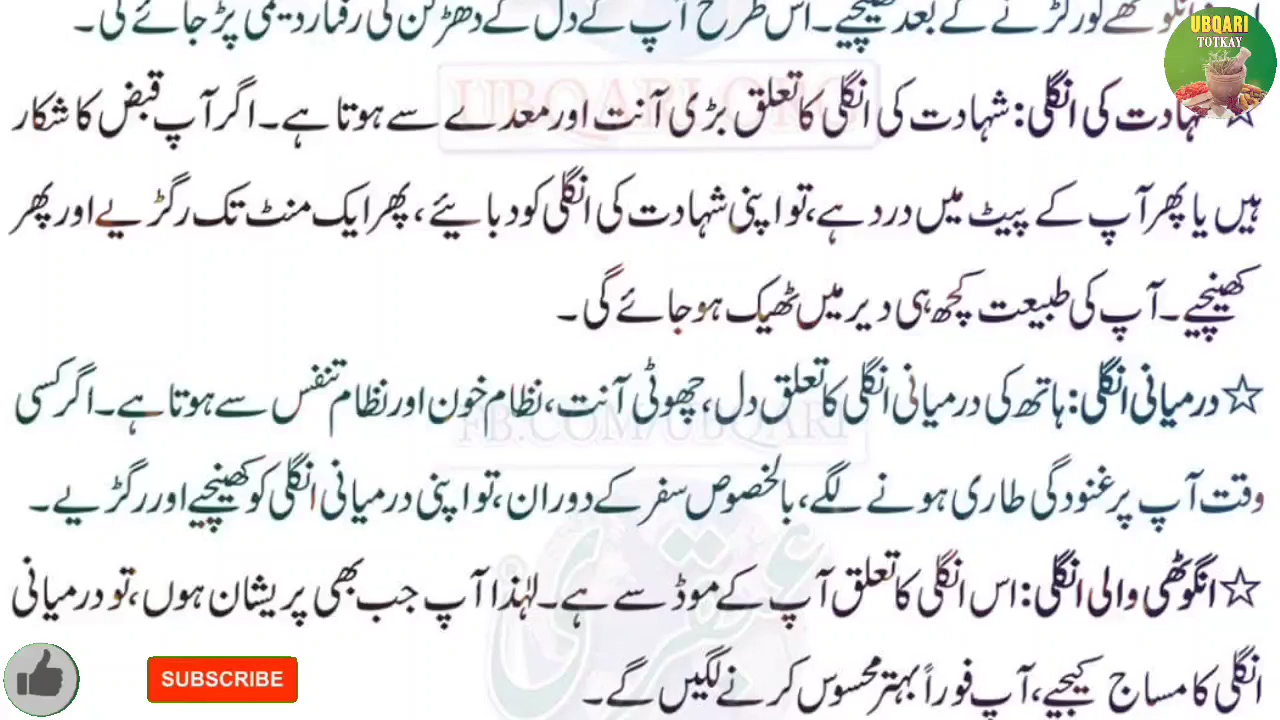 انگوٹھے کو رگڑنے کے بعد کھینچیے۔ اس طرح آپ کے دل کے دھڑکن کی رفتار دھیمی پڑ جائے گی۔
UBQARI
TOTKAY
☆ شہادت کی انگلی: شہادت کی انگلی کا تعلق بڑی آنت اور معدے سے ہوتا ہے۔ اگر آپ قبض کا شکار
ہیں یا پھر آپ کے پیٹ میں درد ہے، تو اپنی شہادت کی انگلی کو دبایئے، پھر ایک منٹ تک رگڑیے اور پھر
کھینچیے۔ آپ کی طبیعت کچھ ہی دیر میں ٹھیک ہو جائے گی۔
☆ درمیانی انگلی: ہاتھ کی درمیانی انگلی کا تعلق دل، چھوٹی آنت، نظام خون اور نظام تنفس سے ہوتا ہے۔ اگر کسی
FB.COM/UBQARI
وقت آپ پر غنودگی طاری ہونے لگے، بالخصوص سفر کے دوران، تو اپنی درمیانی انگلی کو کھینچیے اور رگڑیے۔
عبقری
☆ انگوٹھی والی انگلی: اس انگلی کا تعلق آپ کے موڈ سے ہے۔ لہٰذا آپ جب بھی پریشان ہوں، تو درمیانی
انگلی کا مساج کیجیے، آپ فوراً بہتر محسوس کرنے لگیں گے۔
SUBSCRIBE